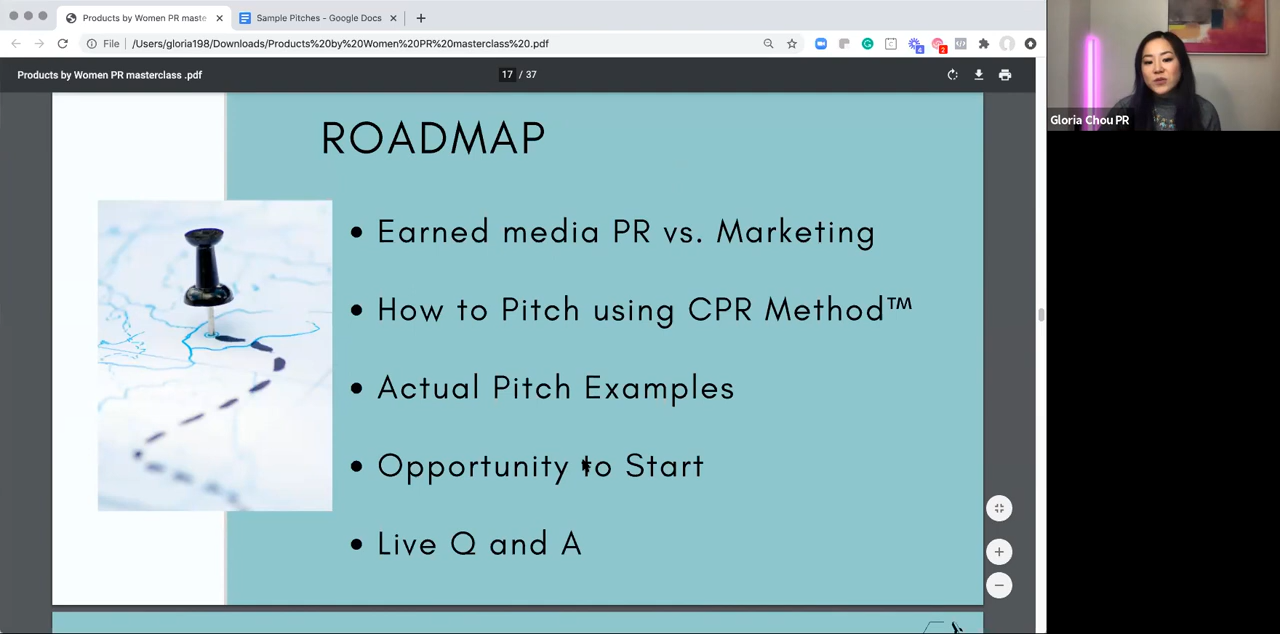 Products by Women PR maste
Sample Pitches - Google Docs
File
/Users/gloria198/Downloads/Products%20by%20Women%20PR%20masterclass%20.pdf
4
2
Products by Women PR masterclass .pdf
17 / 37
Gloria Chou PR
ROADMAP
• Earned media PR vs. Marketing
• How to Pitch using CPR Method™
• Actual Pitch Examples
• Opportunity to Start
• Live Q and A